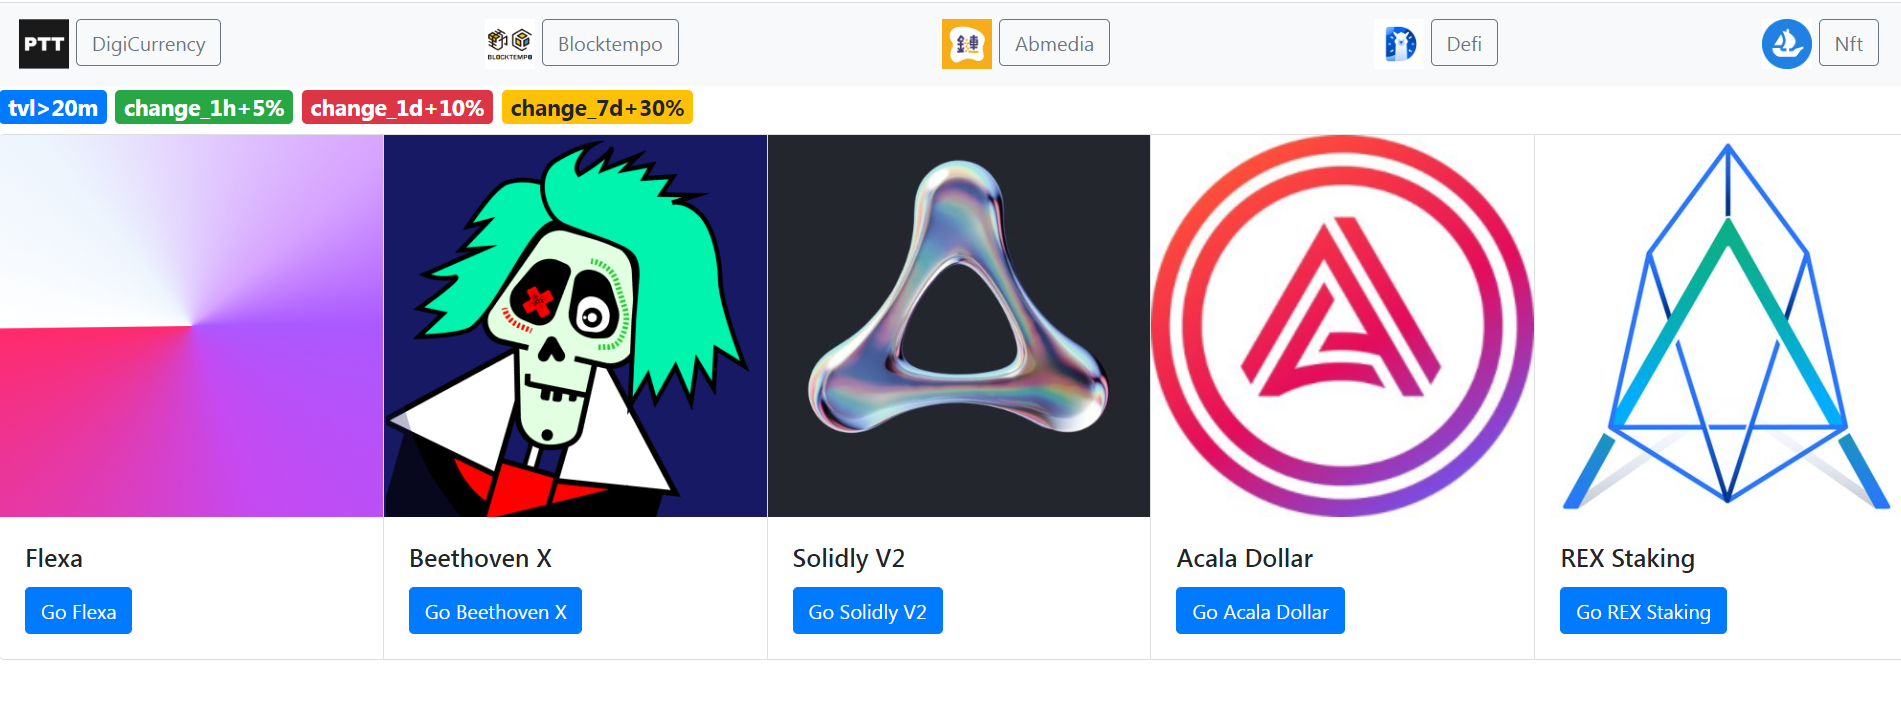 PTT DigiCurrency
BLOCKTEMPO Blocktempo
鏈 Abmedia
Defi
Nft
tvl>20m change_1h+5% change_1d+10% change_7d+30%
Flexa
Go Flexa
Beethoven X
Go Beethoven X
Solidly V2
Go Solidly V2
Acala Dollar
Go Acala Dollar
REX Staking
Go REX Staking